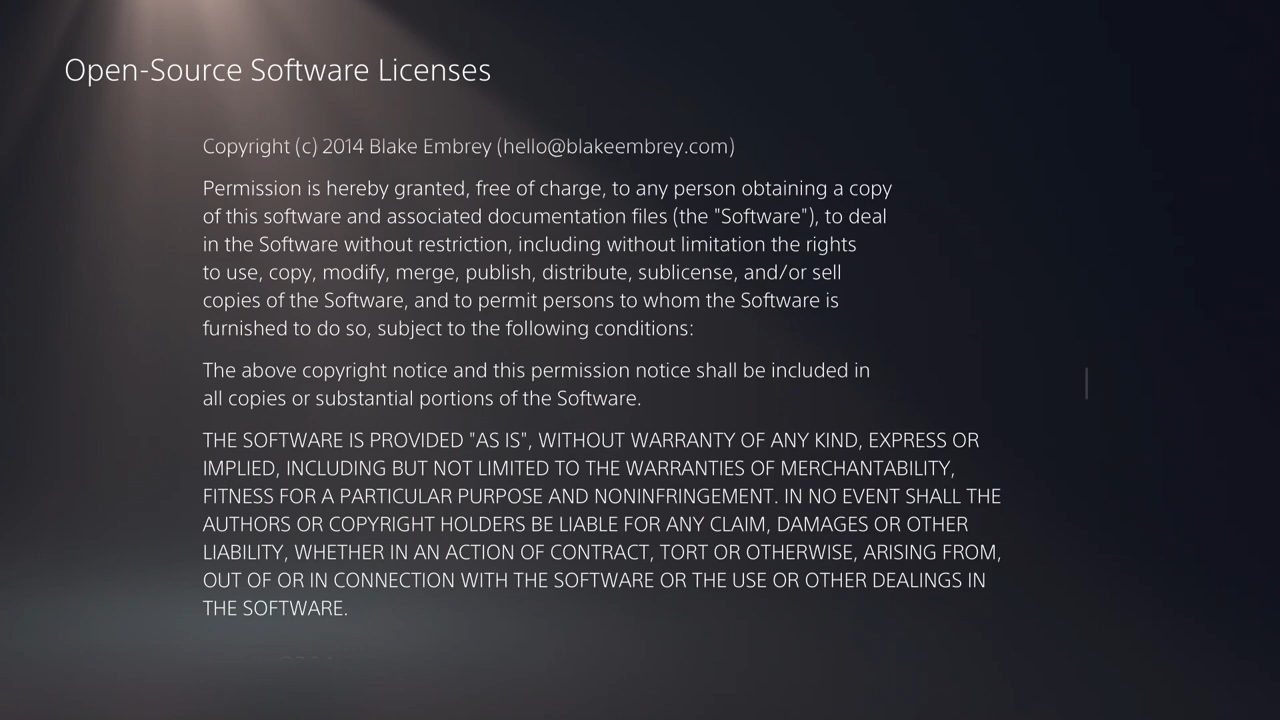 Open-Source Software Licenses
Copyright (c) 2014 Blake Embrey (hello@blakeembrey.com)
Permission is hereby granted, free of charge, to any person obtaining a copy
of this software and associated documentation files (the "Software"), to deal
in the Software without restriction, including without limitation the rights
to use, copy, modify, merge, publish, distribute, sublicense, and/or sell
copies of the Software, and to permit persons to whom the Software is
furnished to do so, subject to the following conditions:
The above copyright notice and this permission notice shall be included in
all copies or substantial portions of the Software.
THE SOFTWARE IS PROVIDED "AS IS", WITHOUT WARRANTY OF ANY KIND, EXPRESS OR
IMPLIED, INCLUDING BUT NOT LIMITED TO THE WARRANTIES OF MERCHANTABILITY,
FITNESS FOR A PARTICULAR PURPOSE AND NONINFRINGEMENT. IN NO EVENT SHALL THE
AUTHORS OR COPYRIGHT HOLDERS BE LIABLE FOR ANY CLAIM, DAMAGES OR OTHER
LIABILITY, WHETHER IN AN ACTION OF CONTRACT, TORT OR OTHERWISE, ARISING FROM,
OUT OF OR IN CONNECTION WITH THE SOFTWARE OR THE USE OR OTHER DEALINGS IN
THE SOFTWARE.